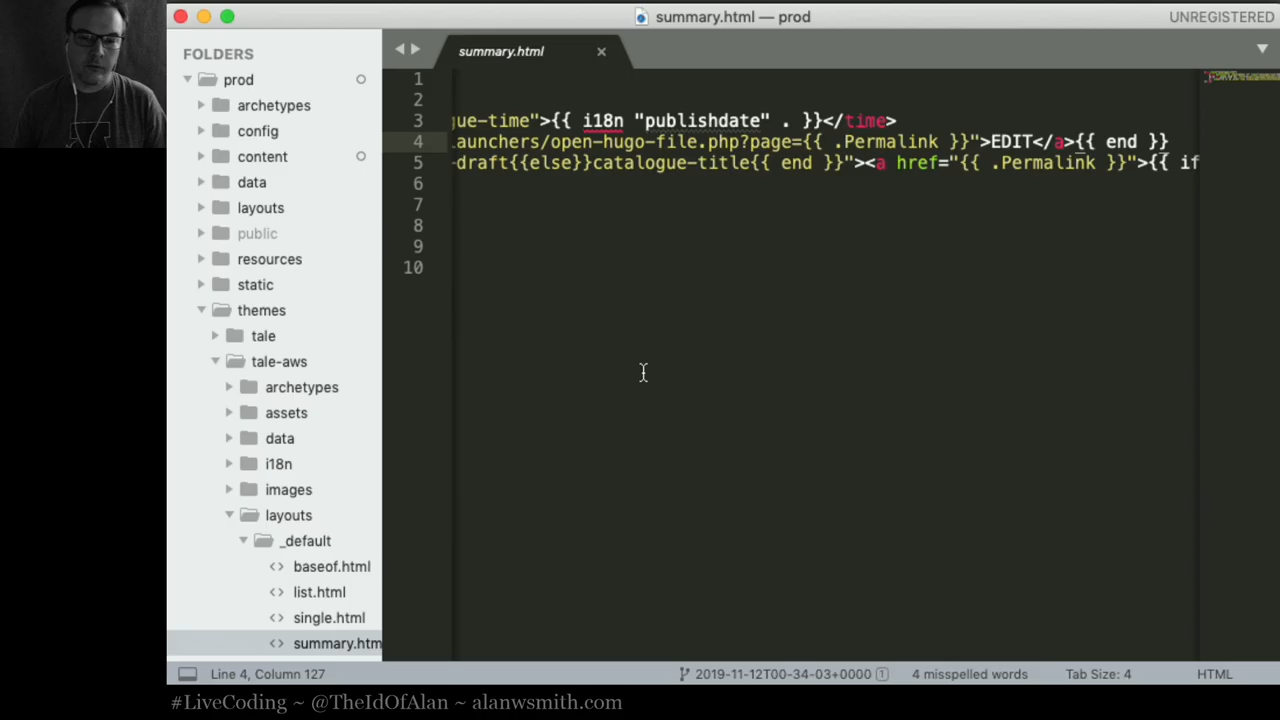 summary.html — prod
UNREGISTERED
FOLDERS
prod
archetypes
config
content
data
layouts
public
resources
static
themes
tale
tale-aws
archetypes
assets
data
i18n
images
layouts
_default
baseof.html
list.html
single.html
summary.htm
summary.html
1
2
3 gue-time">{{ i18n "publishdate" . }}</time>
4 launchers/open-hugo-file.php?page={{ .Permalink }}">EDIT</a>{{ end }}
5 -draft{{else}}catalogue-title{{ end }}"><a href="{{ .Permalink }}">{{ if
6
7
8
9
10
Line 4, Column 127
2019-11-12T00-34-03+0000 1
4 misspelled words
Tab Size: 4
HTML
#LiveCoding ~ @TheIdOfAlan ~ alanwsmith.com